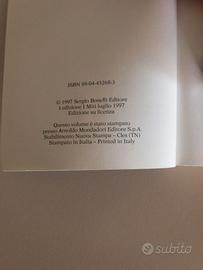 ISBN 88-04-43268-3
© 1997 Sergio Bonelli Editore
I edizione I Miti luglio 1997
Edizione su licenza
Questo volume è stato stampato
presso Arnoldo Mondadori Editore S.p.A.
Stabilimento Nuova Stampa - Cles (TN)
Stampato in Italia - Printed in Italy
subito